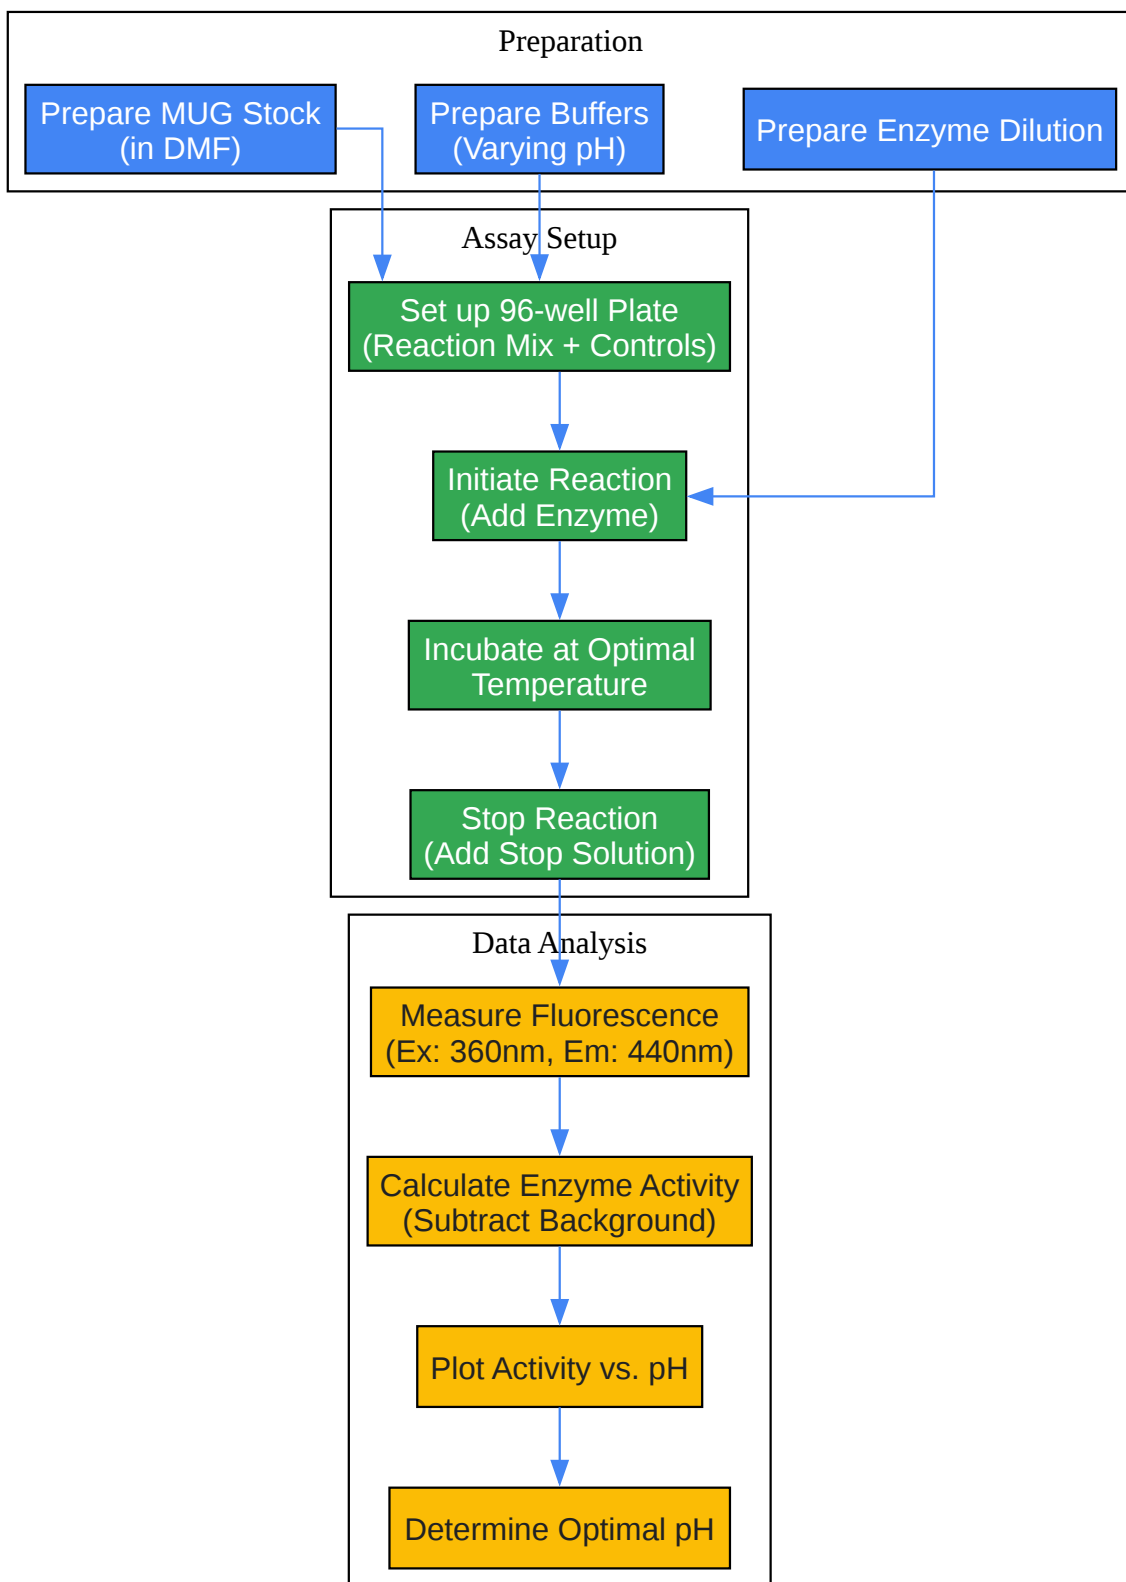 Preparation
Prepare MUG Stock
(in DMF)
Prepare Buffers
(Varying pH)
Prepare Enzyme Dilution
Assay Setup
Set up 96-well Plate
(Reaction Mix + Controls)
Initiate Reaction
(Add Enzyme)
Incubate at Optimal
Temperature
Stop Reaction
(Add Stop Solution)
Data Analysis
Measure Fluorescence
(Ex: 360nm, Em: 440nm)
Calculate Enzyme Activity
(Subtract Background)
Plot Activity vs. pH
Determine Optimal pH